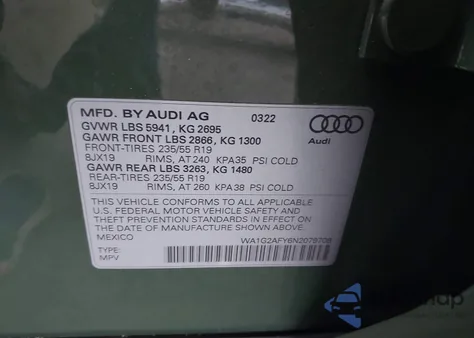 MFD. BY AUDI AG 0322
GVWR LBS 5941, KG 2695
GAWR FRONT LBS 2866, KG 1300
FRONT-TIRES 235/55 R19
8JX19 RIMS, AT 240 KPA35 PSI COLD
GAWR REAR LBS 3263, KG 1480
REAR-TIRES 235/55 R19
8JX19 RIMS, AT 260 KPA38 PSI COLD
Audi
THIS VEHICLE CONFORMS TO ALL APPLICABLE
U.S. FEDERAL MOTOR VEHICLE SAFETY AND
THEFT PREVENTION STANDARDS IN EFFECT ON
THE DATE OF MANUFACTURE SHOWN ABOVE.
MEXICO
TYPE:
MPV